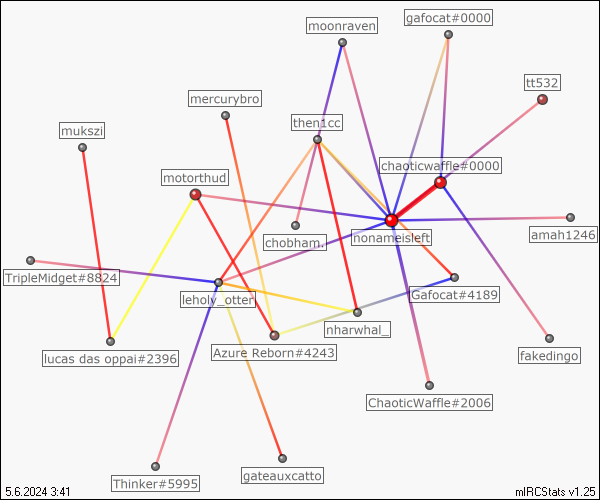 gafocat#0000
moonraven
tt532
mercurybro
then1cc
mukszi
chaoticwaffle#0000
motorthud
amah1246
nonameisleft
chobham.
TripleMidget#8824
Gafocat#4189
leholy_otten
nharwhal_
Azure Reborn#4243
fakedingo
lucas das oppai#2396
ChaoticWaffle#2006
gateauxcatto
Thinker#5995
5.6.2024 3:41
mIRCStats v1.25